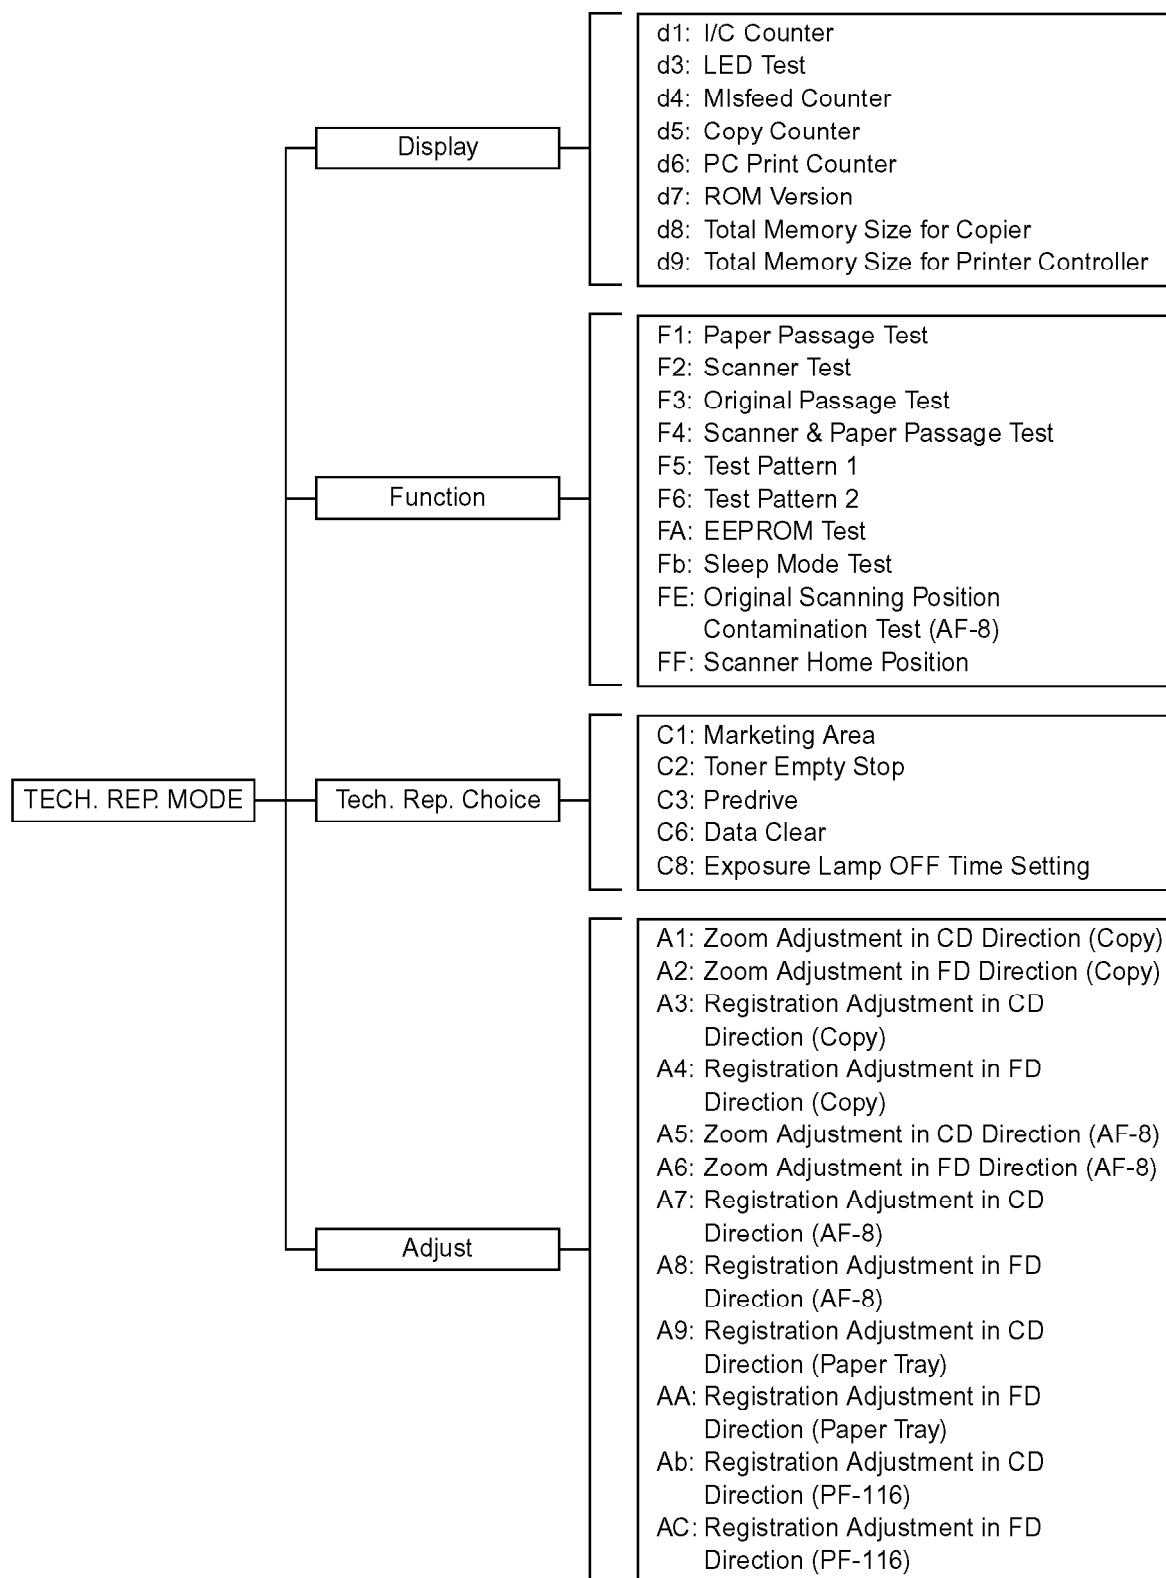 d1: I/C Counter
d3: LED Test
d4: MIsfeed Counter
d5: Copy Counter
d6: PC Print Counter
d7: ROM Version
d8: Total Memory Size for Copier
d9: Total Memory Size for Printer Controller
Display
F1: Paper Passage Test
F2: Scanner Test
F3: Original Passage Test
F4: Scanner & Paper Passage Test
F5: Test Pattern 1
F6: Test Pattern 2
FA: EEPROM Test
Fb: Sleep Mode Test
FE: Original Scanning Position
Contamination Test (AF-8)
FF: Scanner Home Position
Function
C1: Marketing Area
C2: Toner Empty Stop
C3: Predrive
C6: Data Clear
C8: Exposure Lamp OFF Time Setting
TECH. REP. MODE
Tech. Rep. Choice
A1: Zoom Adjustment in CD Direction (Copy)
A2: Zoom Adjustment in FD Direction (Copy)
A3: Registration Adjustment in CD
Direction (Copy)
A4: Registration Adjustment in FD
Direction (Copy)
A5: Zoom Adjustment in CD Direction (AF-8)
A6: Zoom Adjustment in FD Direction (AF-8)
A7: Registration Adjustment in CD
Direction (AF-8)
A8: Registration Adjustment in FD
Direction (AF-8)
A9: Registration Adjustment in CD
Direction (Paper Tray)
AA: Registration Adjustment in FD
Direction (Paper Tray)
Ab: Registration Adjustment in CD
Direction (PF-116)
AC: Registration Adjustment in FD
Direction (PF-116)
Adjust